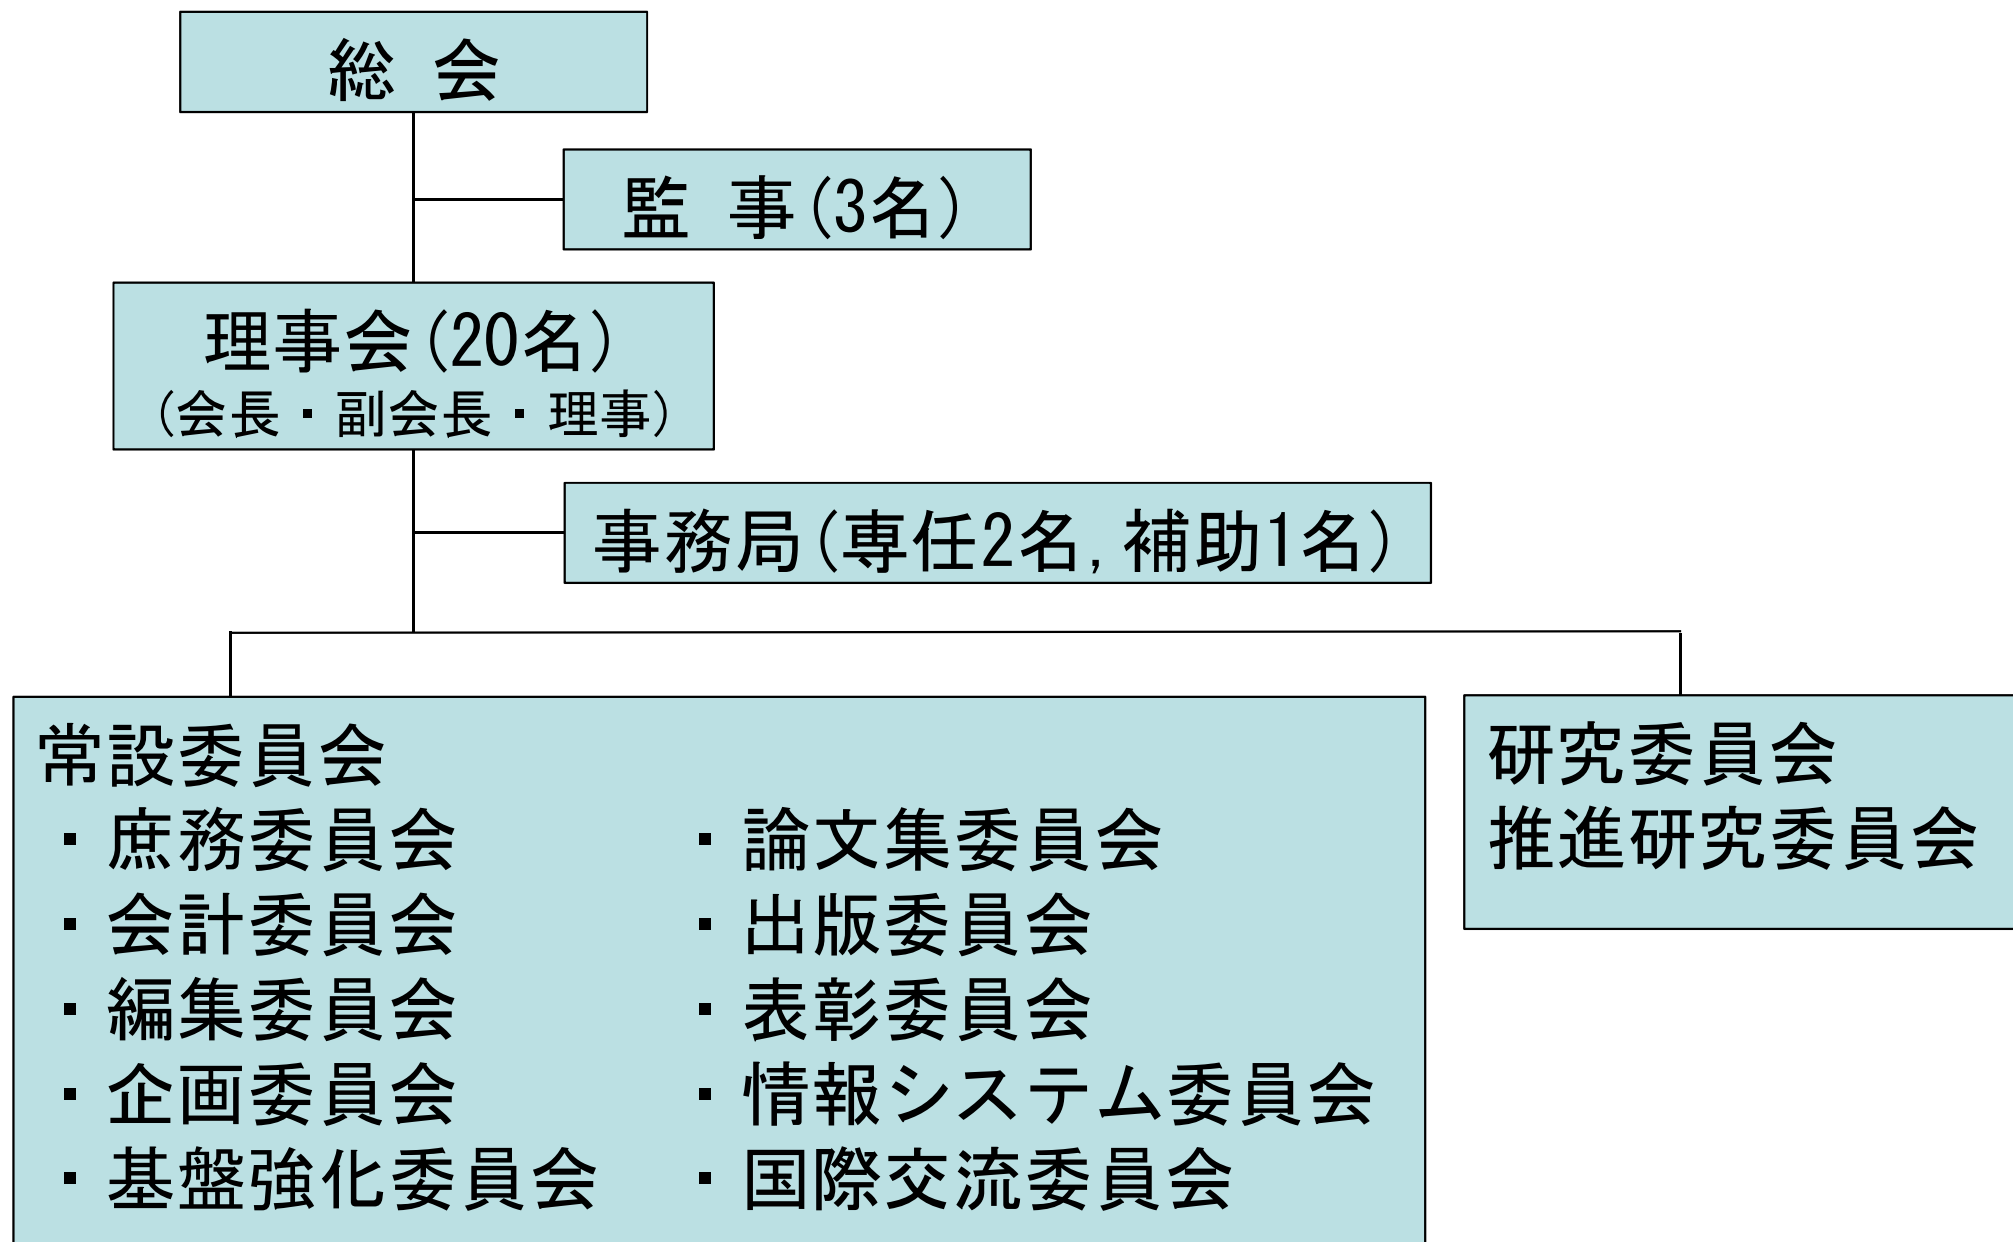 総 会
監 事(3名)
理事会(20名)
(会長・副会長・理事)
事務局(専任2名,補助1名)
常設委員会
・庶務委員会
・会計委員会
・編集委員会
・企画委員会
・基盤強化委員会
・論文集委員会
・出版委員会
・表彰委員会
・情報システム委員会
・国際交流委員会
研究委員会
推進研究委員会